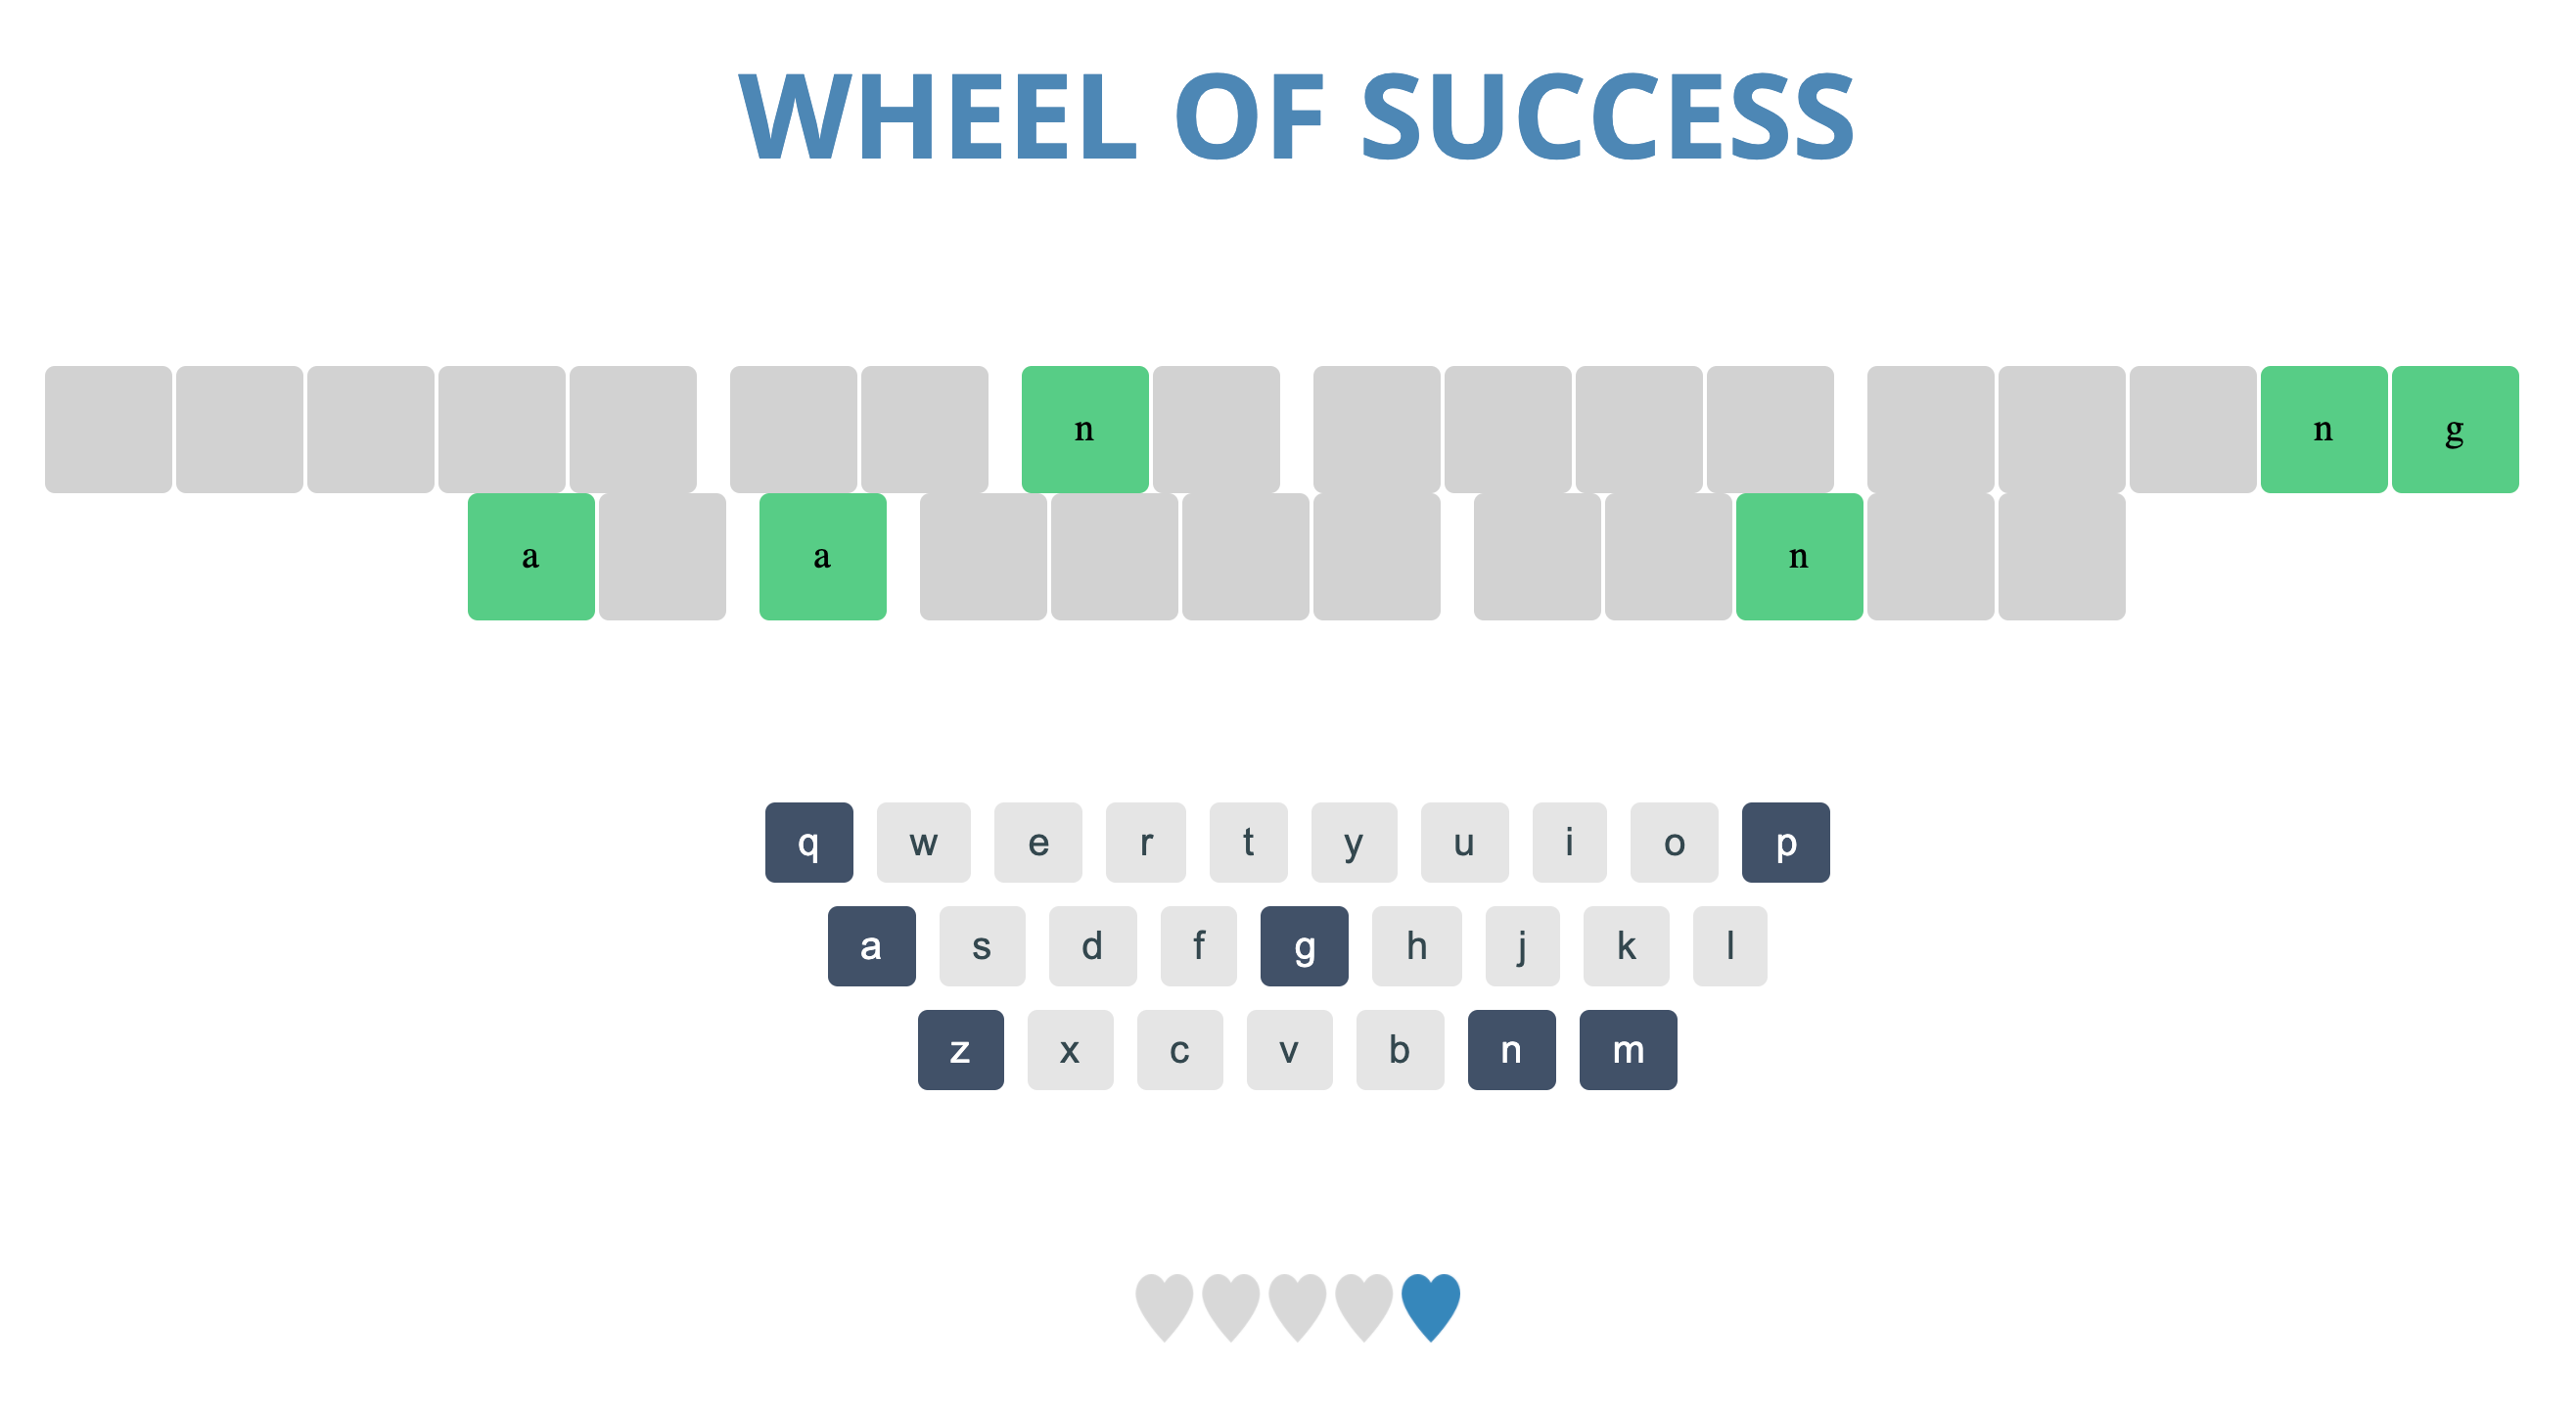 WHEEL OF SUCCESS
n n g
a a n
q w e r t y u i o p
a s d f g h j k l
z x c v b n m